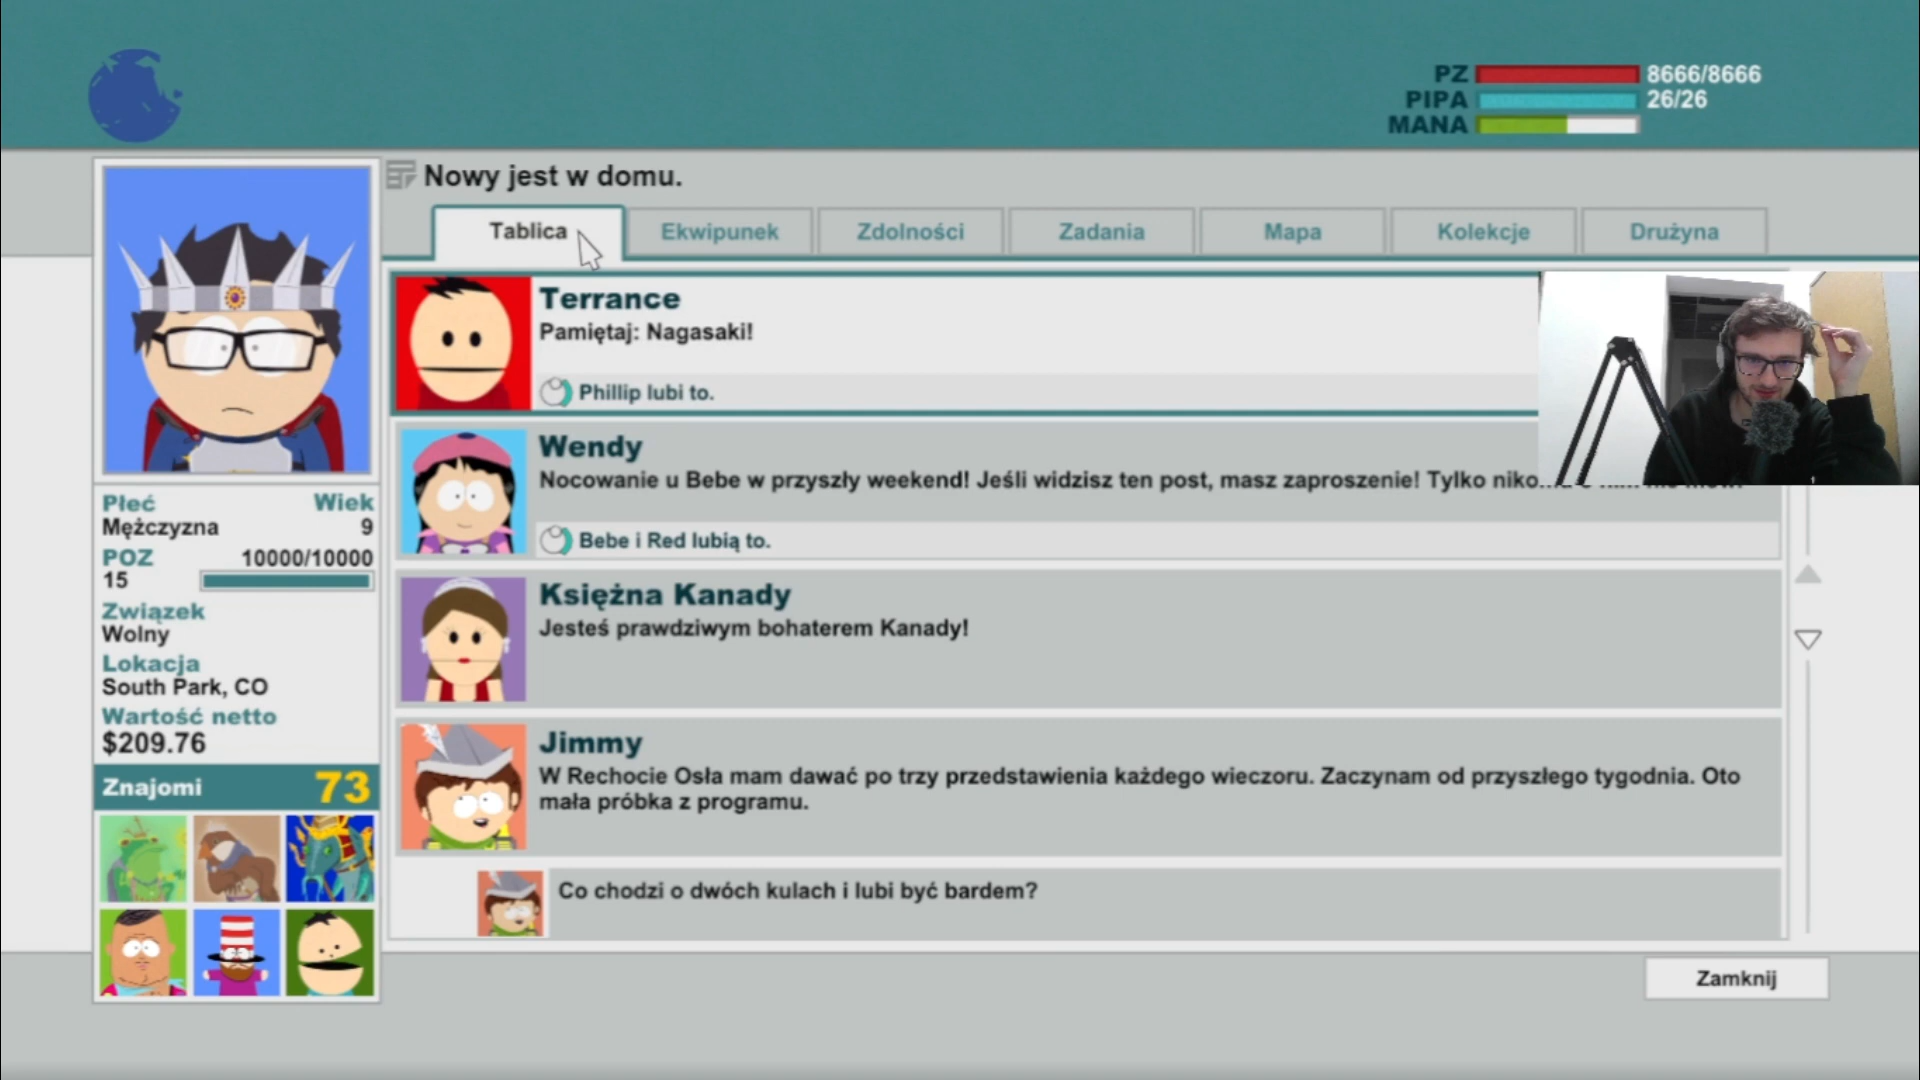 PZ 8666/8666
PIPA 26/26
MANA
Nowy jest w domu.
Tablica Ekwipunek Zdolności Zadania Mapa Kolekcje Drużyna
Terrance
Pamiętaj: Nagasaki!
Phillip lubi to.
Wendy
Nocowanie u Bebe w przyszły weekend! Jeśli widzisz ten post, masz zaproszenie! Tylko
Bebe i Red lubią to.
Księżna Kanady
Jesteś prawdziwym bohaterem Kanady!
Jimmy
W Rechocie Osła mam dawać po trzy przedstawienia każdego wieczoru. Zaczynam od przyszłego tygodnia. Oto
mała próbka z programu.
Co chodzi o dwóch kulach i lubi być bardem?
Płeć Wiek
Mężczyzna 9
POZ 10000/10000
15
Związek
Wolny
Lokacja
South Park, CO
Wartość netto
$209.76
Znajomi 73
Zamknij